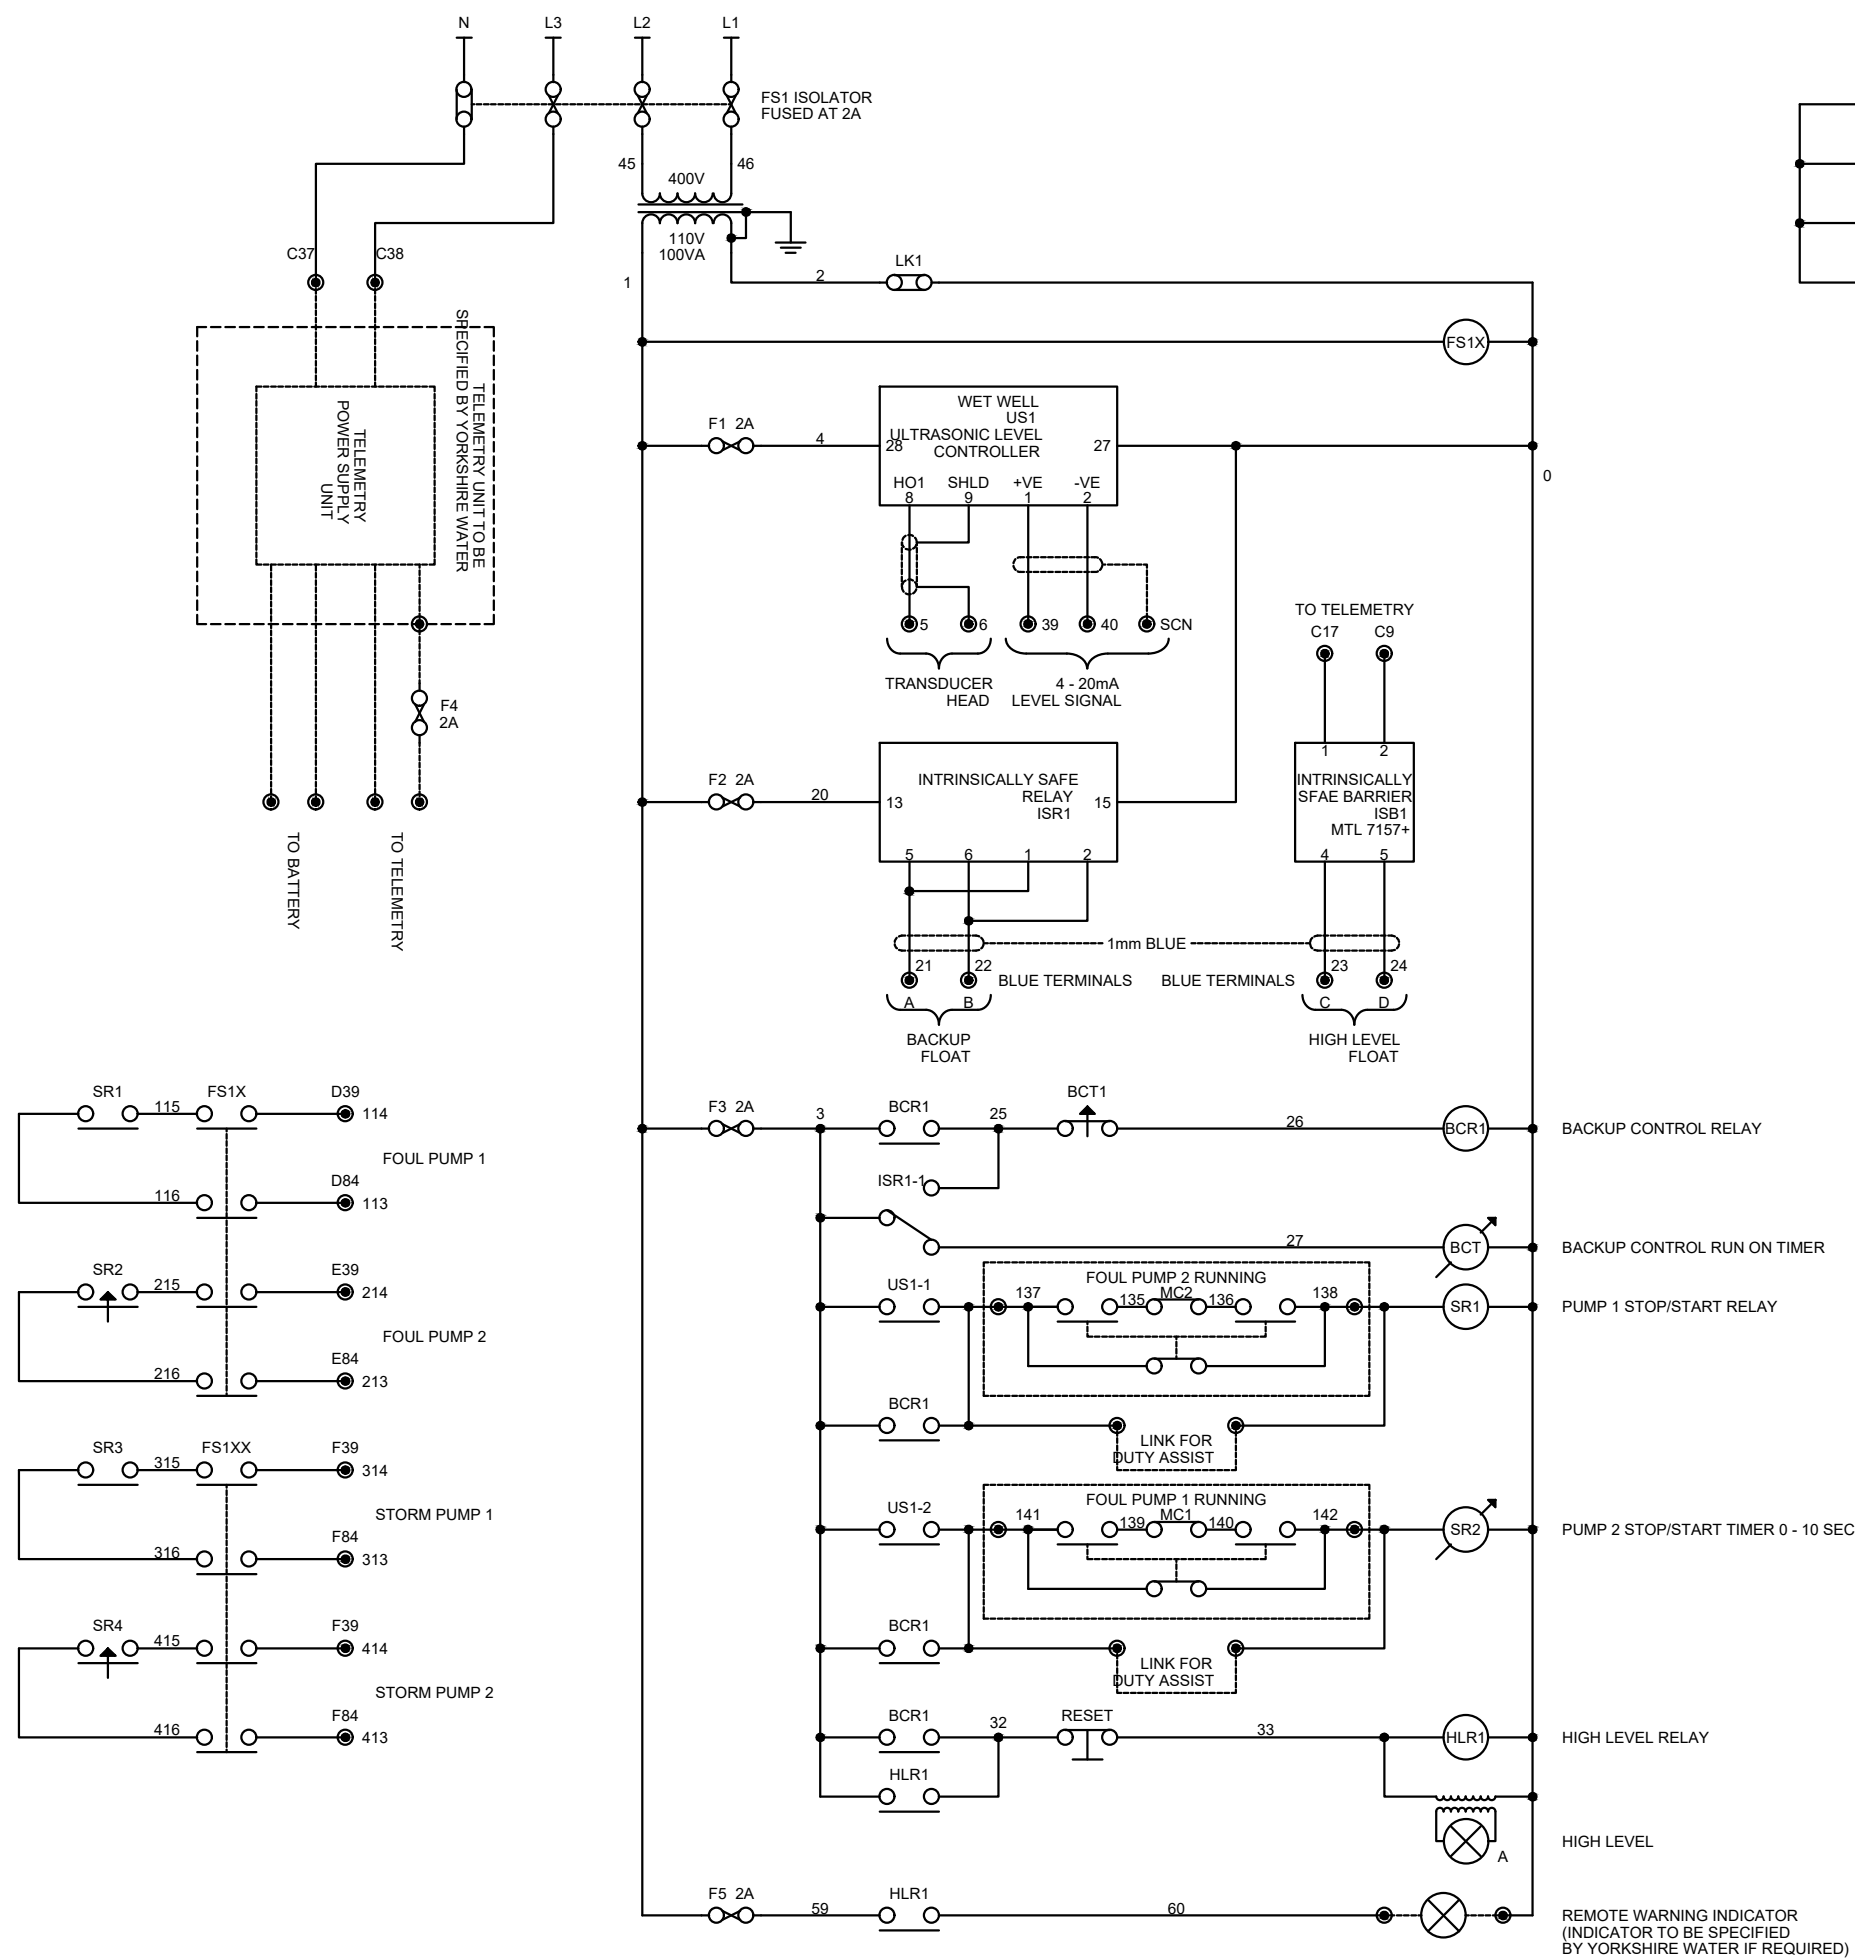 N
L3
L2
L1
FS1 ISOLATOR
FUSED AT 2A
45
46
400V
110V
100VA
C37
C38
1
2
LK1
FS1X
TELEMETRY UNIT TO BE
SPECIFIED BY YORKSHIRE WATER
TELEMETRY
POWER SUPPLY
UNIT
F4
2A
TO BATTERY
TO TELEMETRY
F1 2A
4
WET WELL
US1
ULTRASONIC LEVEL
CONTROLLER
28
27
0
HO1
SHLD
+VE
-VE
8
9
1
2
5
6
39
40
SCN
TRANSDUCER
HEAD
4 - 20mA
LEVEL SIGNAL
TO TELEMETRY
C17
C9
F2 2A
20
INTRINSICALLY SAFE
RELAY
ISR1
13
15
5
6
1
2
1
2
INTRINSICALLY
SFAE BARRIER
ISB1
MTL 7157+
4
5
1mm BLUE
21
22
23
24
BLUE TERMINALS
BLUE TERMINALS
A
B
C
D
BACKUP
FLOAT
HIGH LEVEL
FLOAT
SR1
FS1X
D39
115
114
FOUL PUMP 1
D84
116
113
SR2
E39
215
214
FOUL PUMP 2
E84
216
213
SR3
FS1XX
F39
315
314
STORM PUMP 1
F84
316
313
SR4
F39
415
414
STORM PUMP 2
F84
416
413
F3 2A
3
BCR1
25
BCT1
26
BCR1
BACKUP CONTROL RELAY
ISR1-1
27
BCT
BACKUP CONTROL RUN ON TIMER
US1-1
FOUL PUMP 2 RUNNING
137
135
MC2
136
138
SR1
PUMP 1 STOP/START RELAY
BCR1
LINK FOR
DUTY ASSIST
US1-2
FOUL PUMP 1 RUNNING
141
139
MC1
140
142
SR2
PUMP 2 STOP/START TIMER 0 - 10 SEC
BCR1
LINK FOR
DUTY ASSIST
BCR1
32
RESET
33
HLR1
HIGH LEVEL RELAY
HLR1
A
HIGH LEVEL
F5 2A
59
HLR1
60
REMOTE WARNING INDICATOR
(INDICATOR TO BE SPECIFIED
BY YORKSHIRE WATER IF REQUIRED)